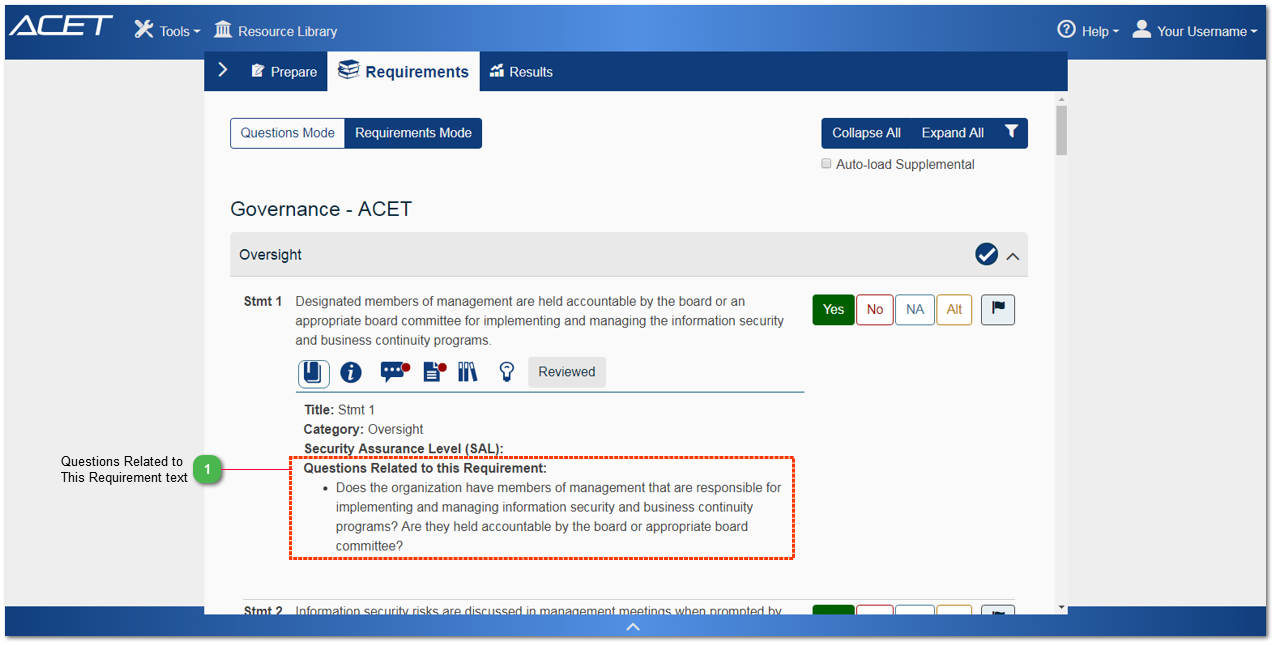 ACET Tools Resource Library Help Your Username
Prepare Requirements Results
Questions Mode Requirements Mode Collapse All Expand All
Auto-load Supplemental
Governance - ACET
Oversight
Stmt 1 Designated members of management are held accountable by the board or an Yes No NA Alt
appropriate board committee for implementing and managing the information security
and business continuity programs.
Reviewed
Title: Stmt 1
Category: Oversight
Security Assurance Level (SAL):
Questions Related to
This Requirement text
1
Questions Related to this Requirement:
• Does the organization have members of management that are responsible for
implementing and managing information security and business continuity
programs? Are they held accountable by the board or appropriate board
committee?
Stmt 2 Information security risks are discussed in management meetings when prompted by